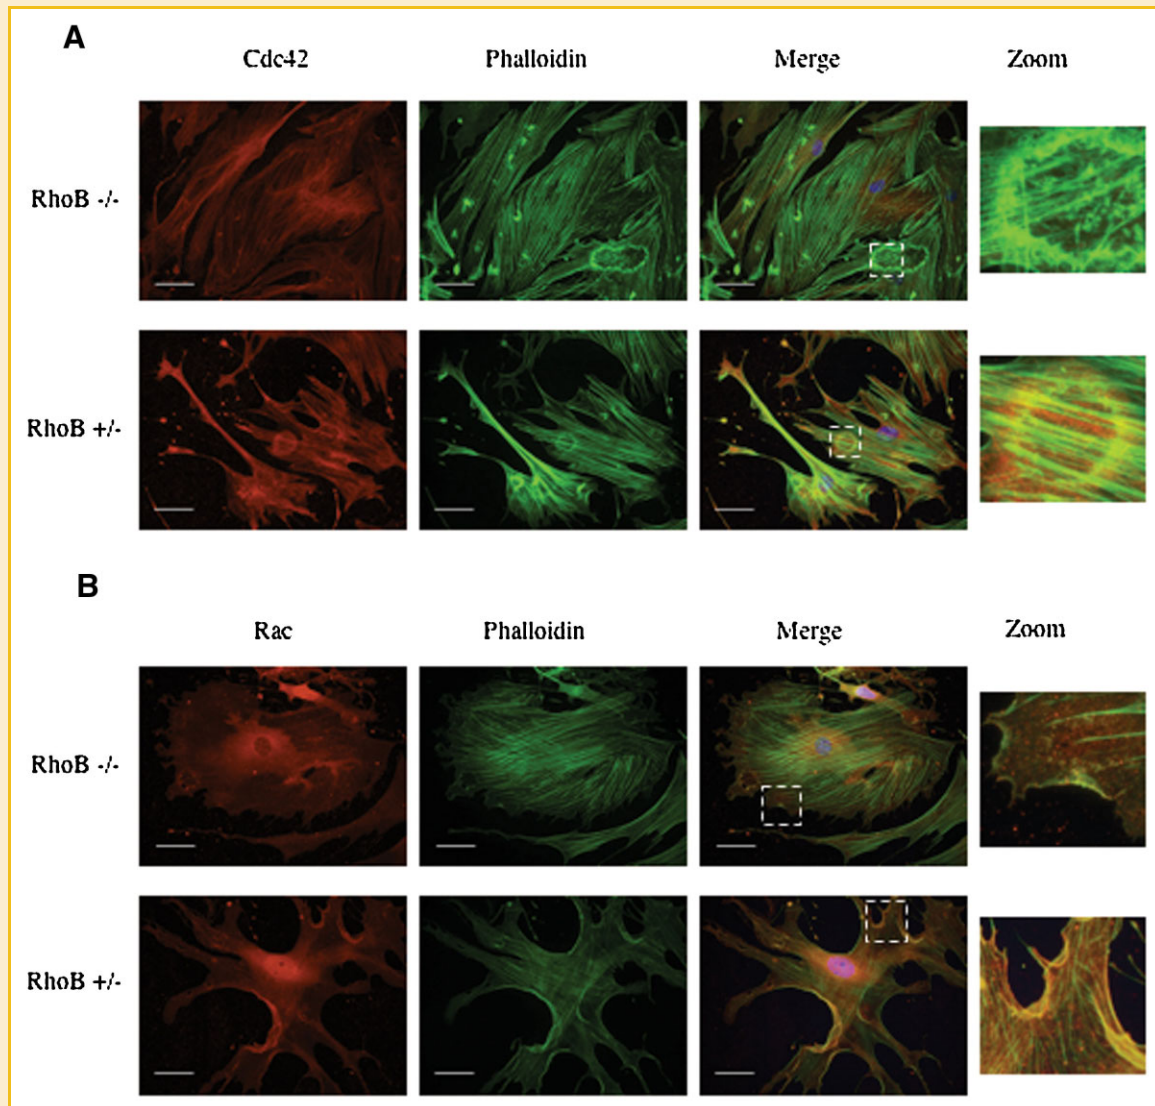 A
Cdc42 Phalloidin Merge Zoom
RhoB -/-
RhoB +/-
B
Rac Phalloidin Merge Zoom
RhoB -/-
RhoB +/-